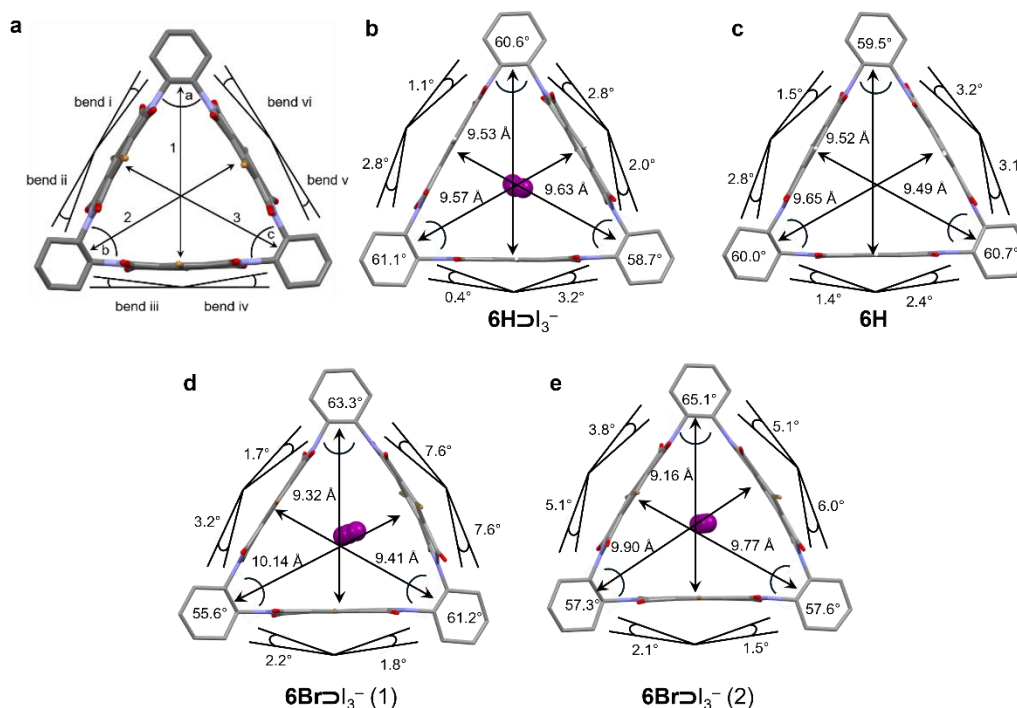 a
bend i
bend vi
a
1
bend ii
bend v
2
3
b
c
bend iii
bend iv
b
60.6°
1.1°
2.8°
9.53 Å
2.8°
2.0°
9.57 Å
9.63 Å
61.1°
58.7°
0.4°
3.2°
6H⊃I₃⁻
c
59.5°
1.5°
3.2°
9.52 Å
2.8°
3.1°
9.65 Å
9.49 Å
60.0°
60.7°
1.4°
2.4°
6H
d
63.3°
1.7°
7.6°
9.32 Å
3.2°
7.6°
10.14 Å
9.41 Å
55.6°
61.2°
2.2°
1.8°
6Br⊃I₃⁻ (1)
e
65.1°
3.8°
5.1°
9.16 Å
5.1°
6.0°
9.90 Å
9.77 Å
57.3°
57.6°
2.1°
1.5°
6Br⊃I₃⁻ (2)